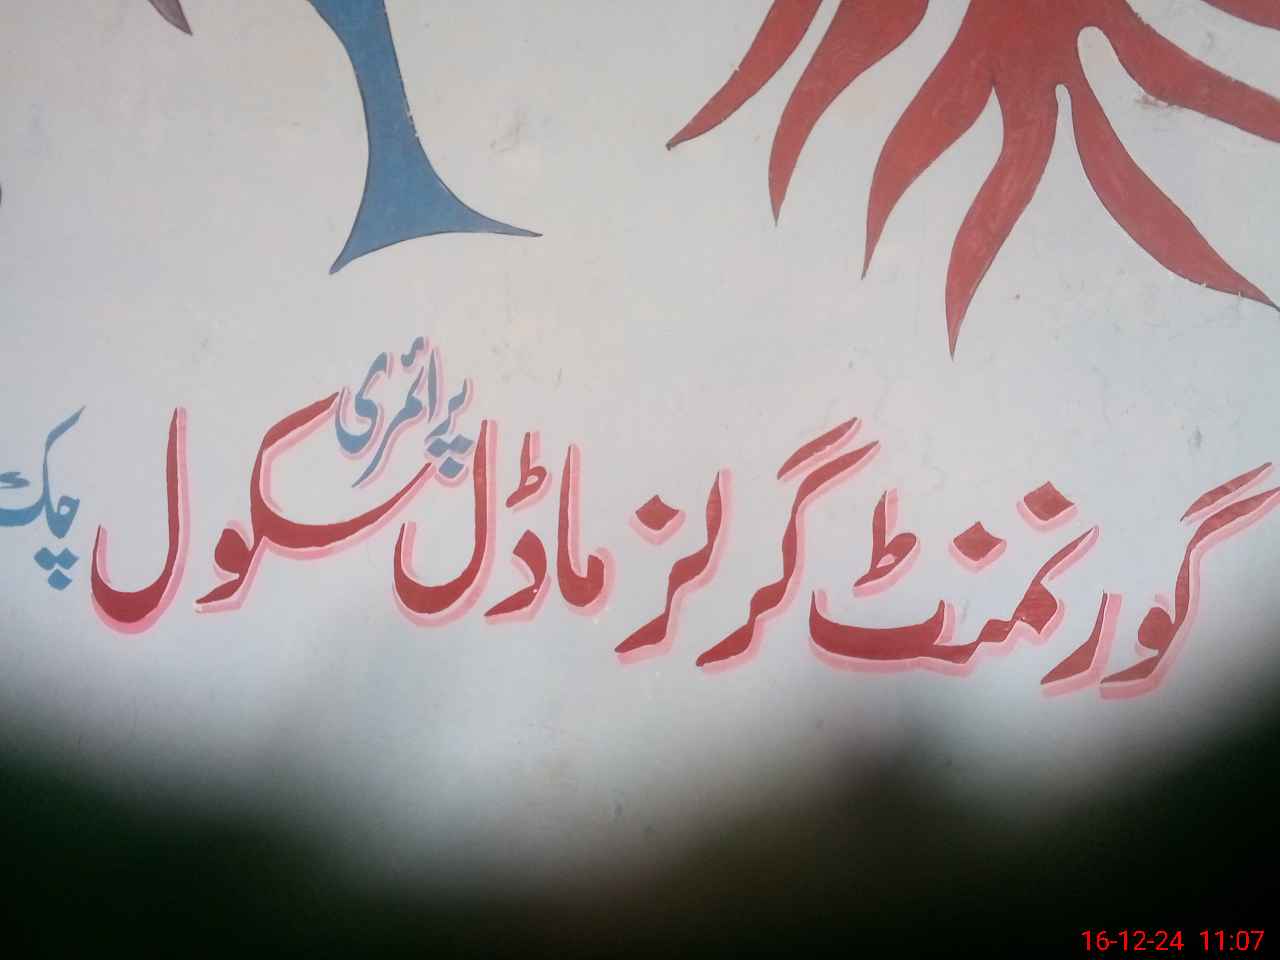 گورنمنٹ گرلز ماڈل پرائمری سکول چک
16-12-24 11:07